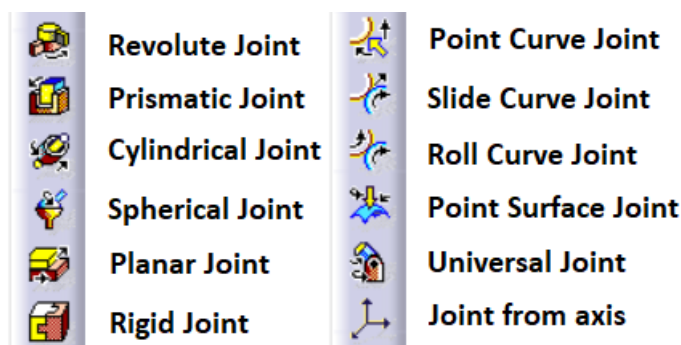 Revolute Joint
Prismatic Joint
Cylindrical Joint
Spherical Joint
Planar Joint
Rigid Joint
Point Curve Joint
Slide Curve Joint
Roll Curve Joint
Point Surface Joint
Universal Joint
Joint from axis